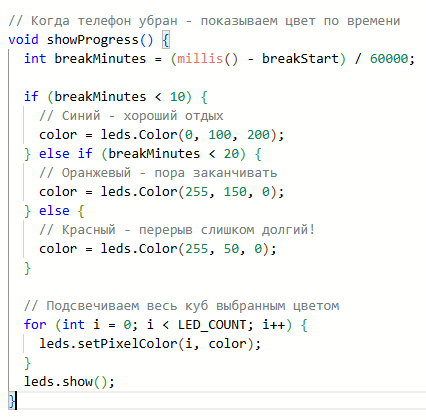 // Когда телефон убран - показываем цвет по времени
void showProgress() {
  int breakMinutes = (millis() - breakStart) / 60000;

  if (breakMinutes < 10) {
    // Синий - хороший отдых
    color = leds.Color(0, 100, 200);
  } else if (breakMinutes < 20) {
    // Оранжевый - пора заканчивать
    color = leds.Color(255, 150, 0);
  } else {
    // Красный - перерыв слишком долгий!
    color = leds.Color(255, 50, 0);
  }

  // Подсвечиваем весь куб выбранным цветом
  for (int i = 0; i < LED_COUNT; i++) {
    leds.setPixelColor(i, color);
  }
  leds.show();
}